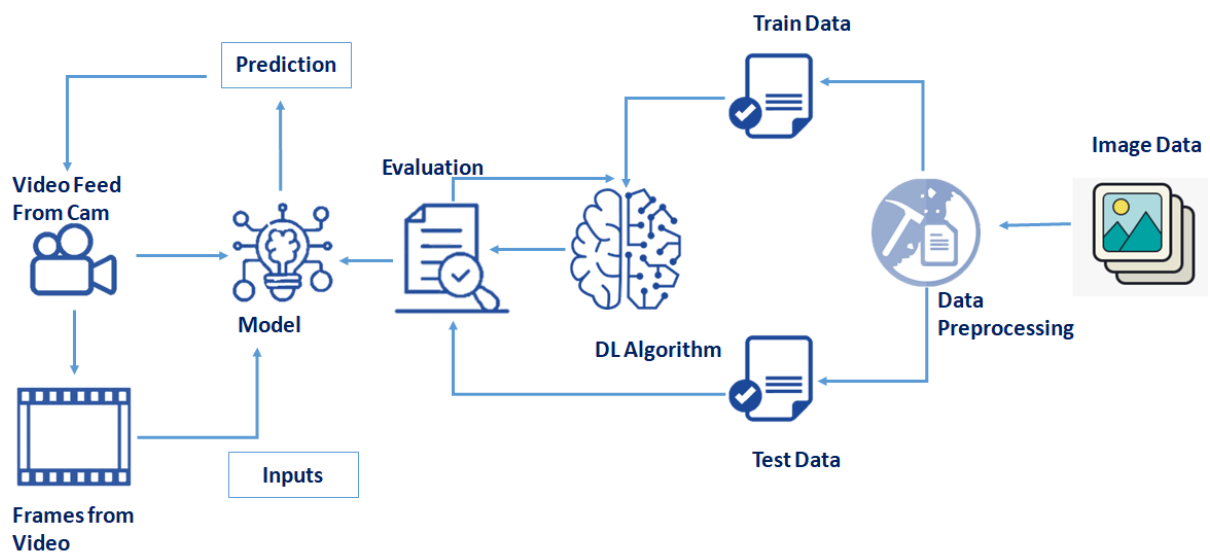 Train Data
Prediction
Image Data
Evaluation
Video Feed
From Cam
Data
Preprocessing
Model
DL Algorithm
Test Data
Inputs
Frames from
Video